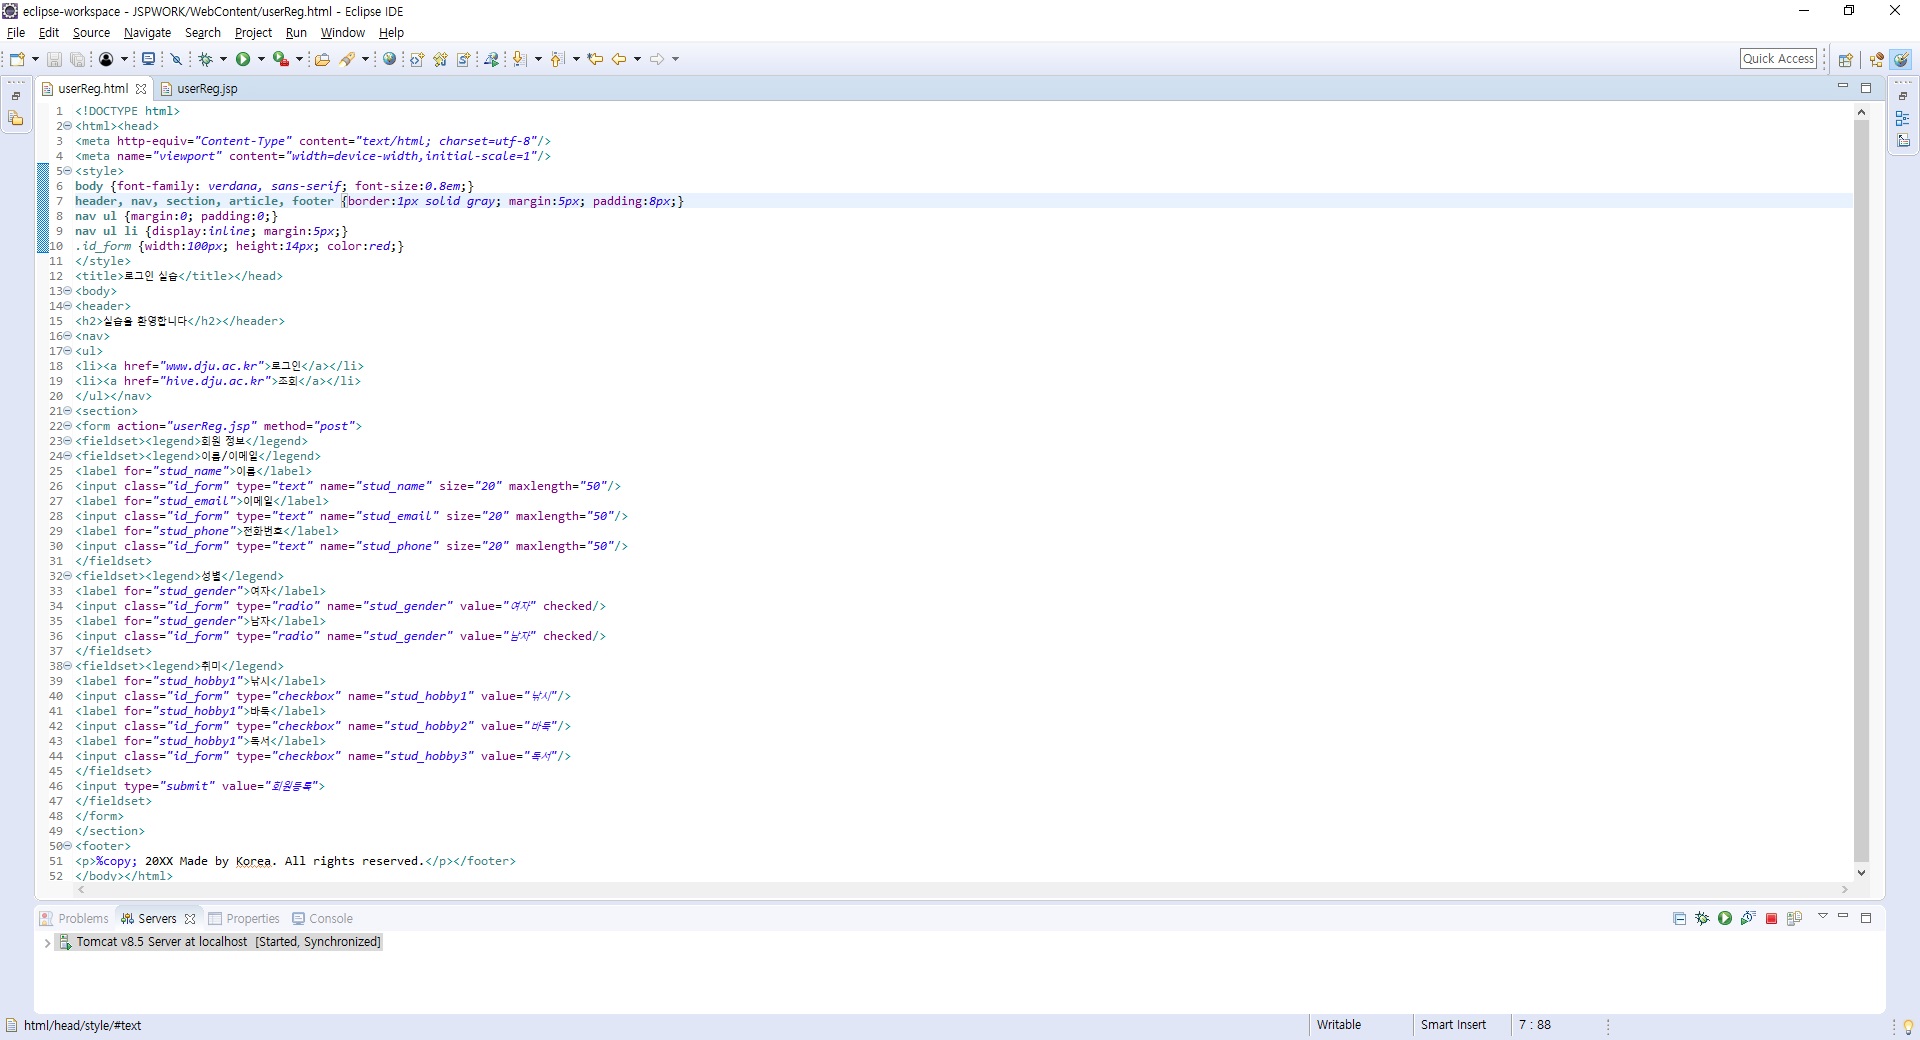 eclipse-workspace - JSPWORK/WebContent/userReg.html - Eclipse IDE
File Edit Source Navigate Search Project Run Window Help
Quick Access
userReg.html userReg.jsp
1 <!DOCTYPE html>
2 <html><head>
3 <meta http-equiv="Content-Type" content="text/html; charset=utf-8"/>
4 <meta name="viewport" content="width=device-width,initial-scale=1"/>
5 <style>
6 body {font-family: verdana, sans-serif; font-size:0.8em;}
7 header, nav, section, article, footer {border:1px solid gray; margin:5px; padding:8px;}
8 nav ul {margin:0; padding:0;}
9 nav ul li {display:inline; margin:5px;}
10 .id_form {width:100px; height:14px; color:red;}
11 </style>
12 <title>로그인 실습</title></head>
13 <body>
14 <header>
15 <h2>실습을 환영합니다</h2></header>
16 <nav>
17 <ul>
18 <li><a href="www.dju.ac.kr">로그인</a></li>
19 <li><a href="hive.dju.ac.kr">조회</a></li>
20 </ul></nav>
21 <section>
22 <form action="userReg.jsp" method="post">
23 <fieldset><legend>회원 정보</legend>
24 <fieldset><legend>이름/이메일</legend>
25 <label for="stud_name">이름</label>
26 <input class="id_form" type="text" name="stud_name" size="20" maxlength="50"/>
27 <label for="stud_email">이메일</label>
28 <input class="id_form" type="text" name="stud_email" size="20" maxlength="50"/>
29 <label for="stud_phone">전화번호</label>
30 <input class="id_form" type="text" name="stud_phone" size="20" maxlength="50"/>
31 </fieldset>
32 <fieldset><legend>성별</legend>
33 <label for="stud_gender">여자</label>
34 <input class="id_form" type="radio" name="stud_gender" value="여자" checked/>
35 <label for="stud_gender">남자</label>
36 <input class="id_form" type="radio" name="stud_gender" value="남자" checked/>
37 </fieldset>
38 <fieldset><legend>취미</legend>
39 <label for="stud_hobby1">낚시</label>
40 <input class="id_form" type="checkbox" name="stud_hobby1" value="낚시"/>
41 <label for="stud_hobby1">바둑</label>
42 <input class="id_form" type="checkbox" name="stud_hobby2" value="바둑"/>
43 <label for="stud_hobby1">독서</label>
44 <input class="id_form" type="checkbox" name="stud_hobby3" value="독서"/>
45 </fieldset>
46 <input type="submit" value="회원등록">
47 </fieldset>
48 </form>
49 </section>
50 <footer>
51 <p>%copy; 20XX Made by Korea. All rights reserved.</p></footer>
52 </body></html>
Problems Servers Properties Console
Tomcat v8.5 Server at localhost [Started, Synchronized]
html/head/style/#text Writable Smart Insert 7 : 88